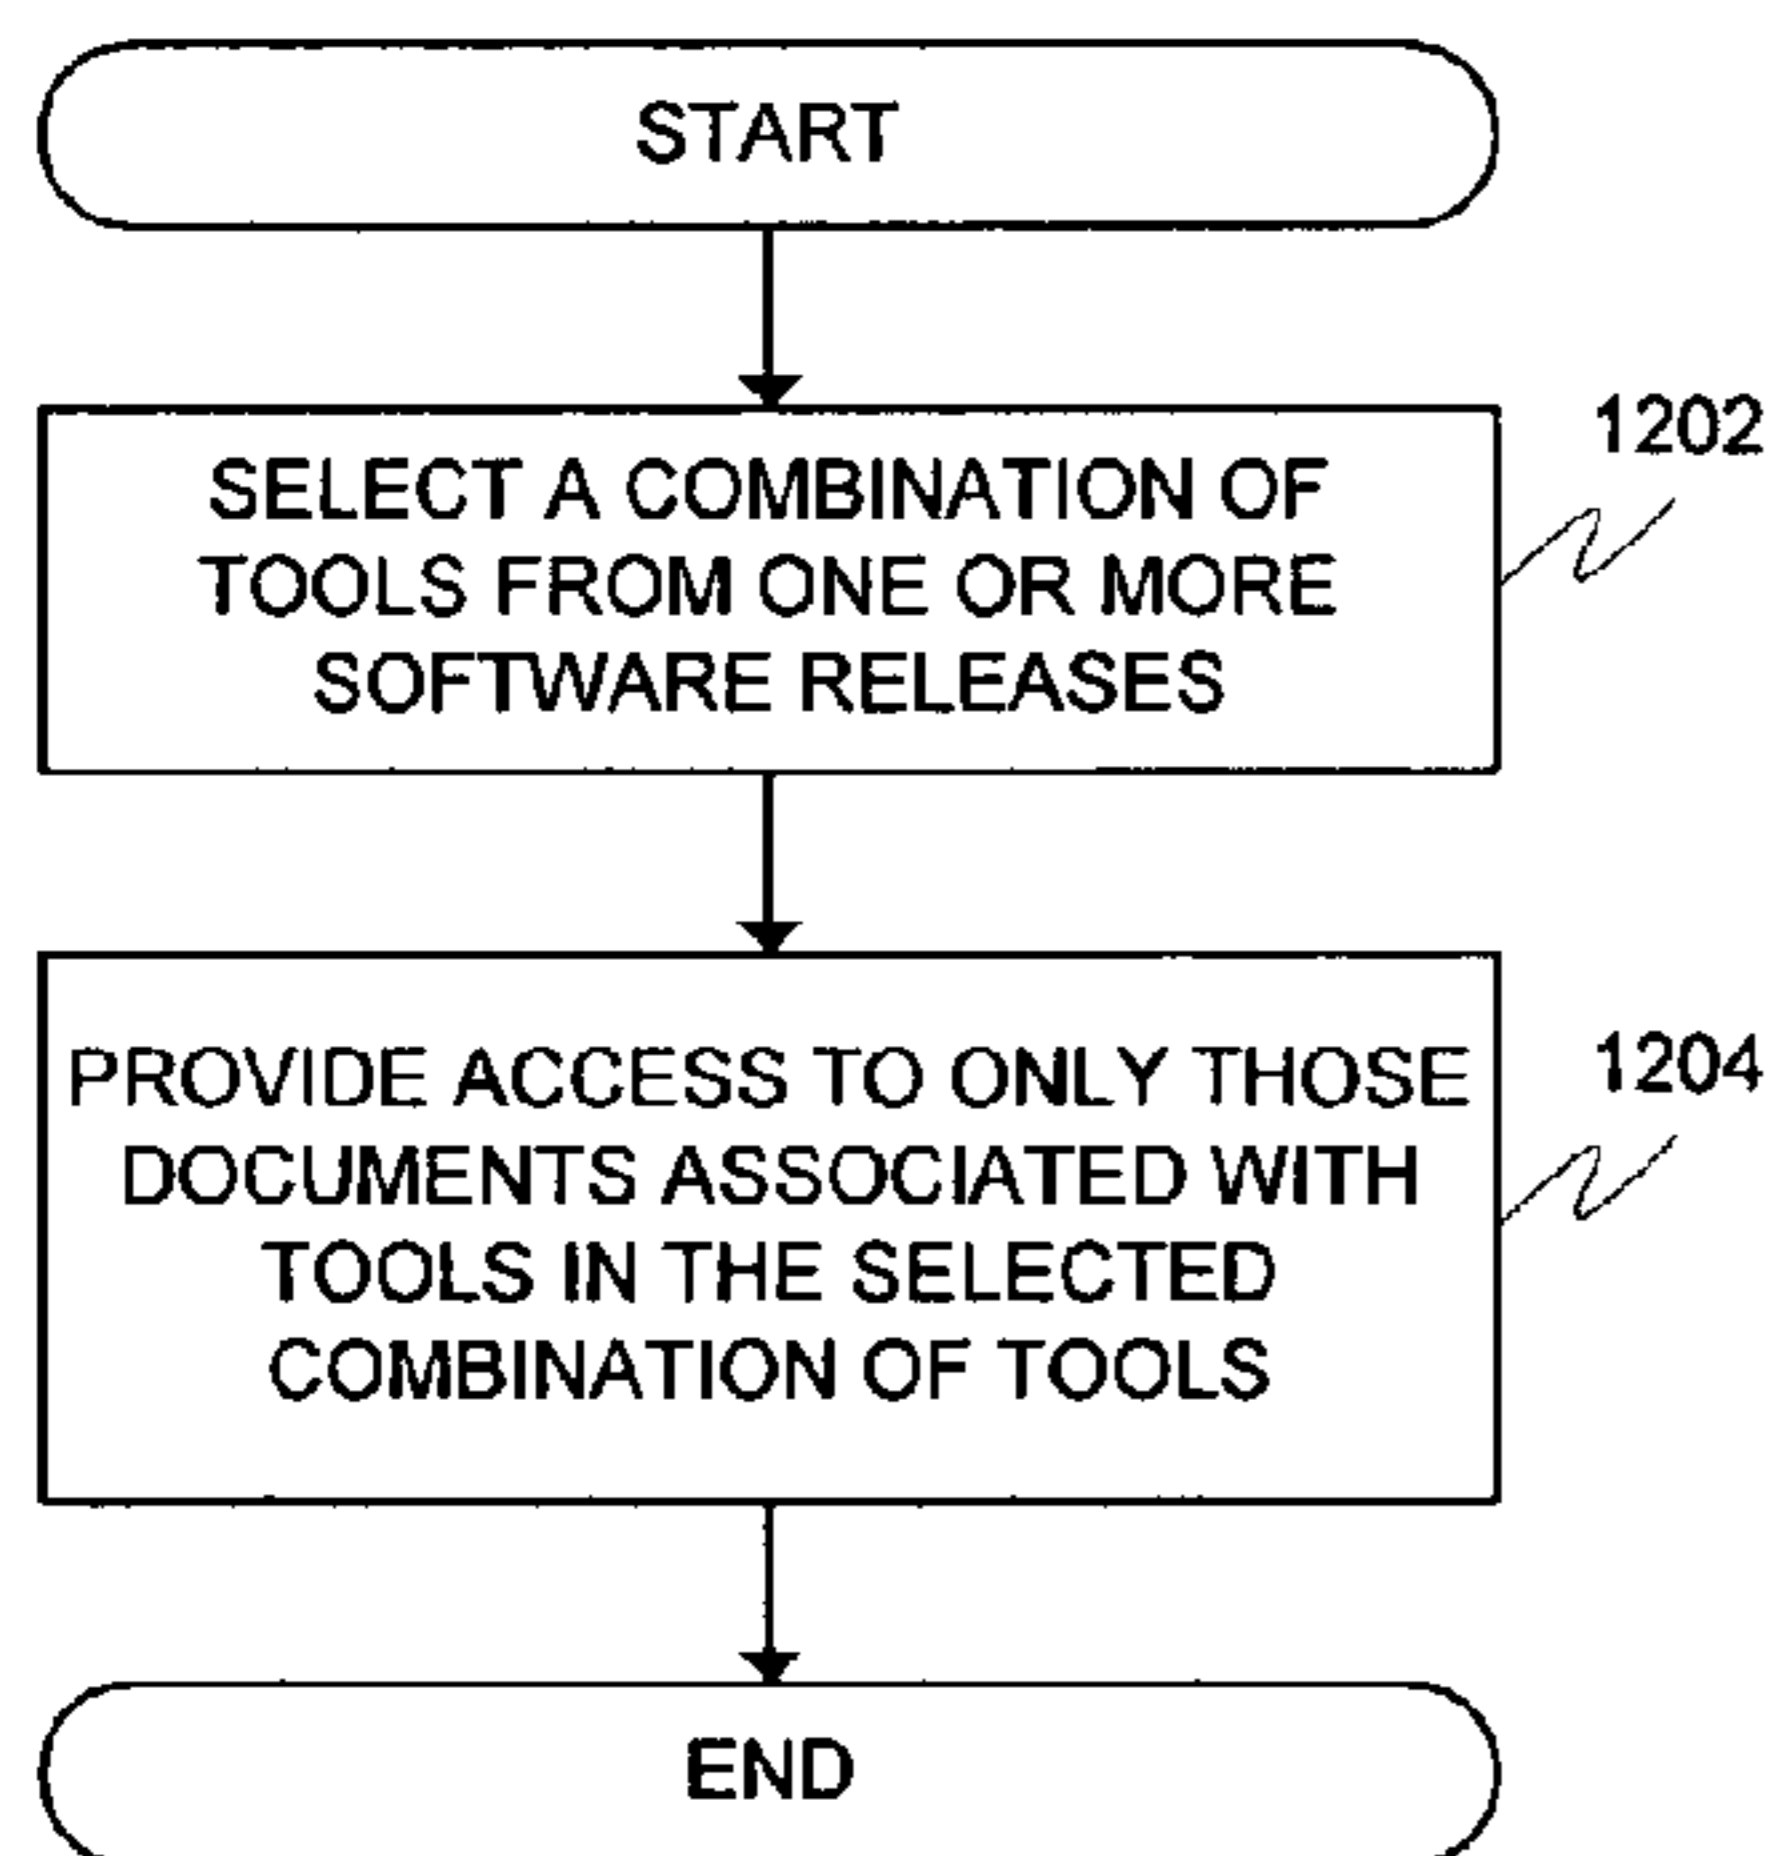 START
1202
SELECT A COMBINATION OF
TOOLS FROM ONE OR MORE
SOFTWARE RELEASES
1204
PROVIDE ACCESS TO ONLY THOSE
DOCUMENTS ASSOCIATED WITH
TOOLS IN THE SELECTED
COMBINATION OF TOOLS
END